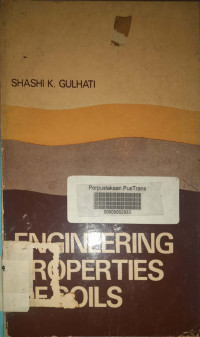 SHASHI K. GULHATI
Perpustakaan PusTrans
ENGINEERING
PROPERTIES
OF SOILS